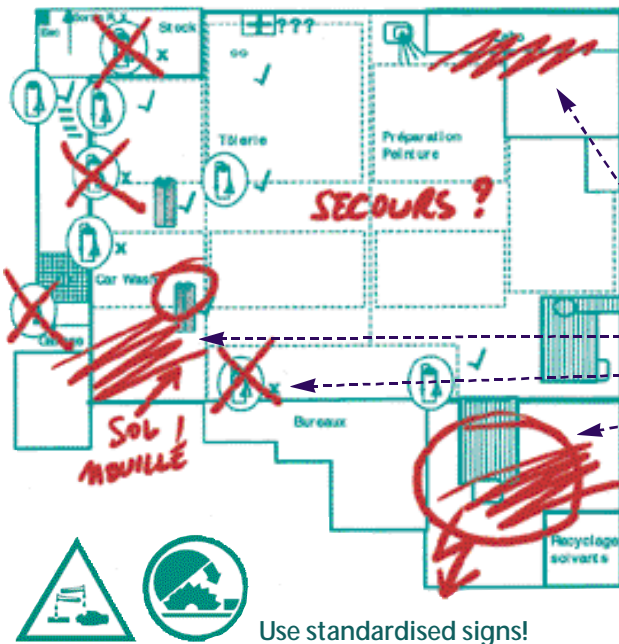 Stock
???
Tôlerie
Préparation
Peinture
SECOURS ?
Car Wash
SOL !
MOUILLÉ
Bureaux
Recyclage
solvants
Use standardised signs!